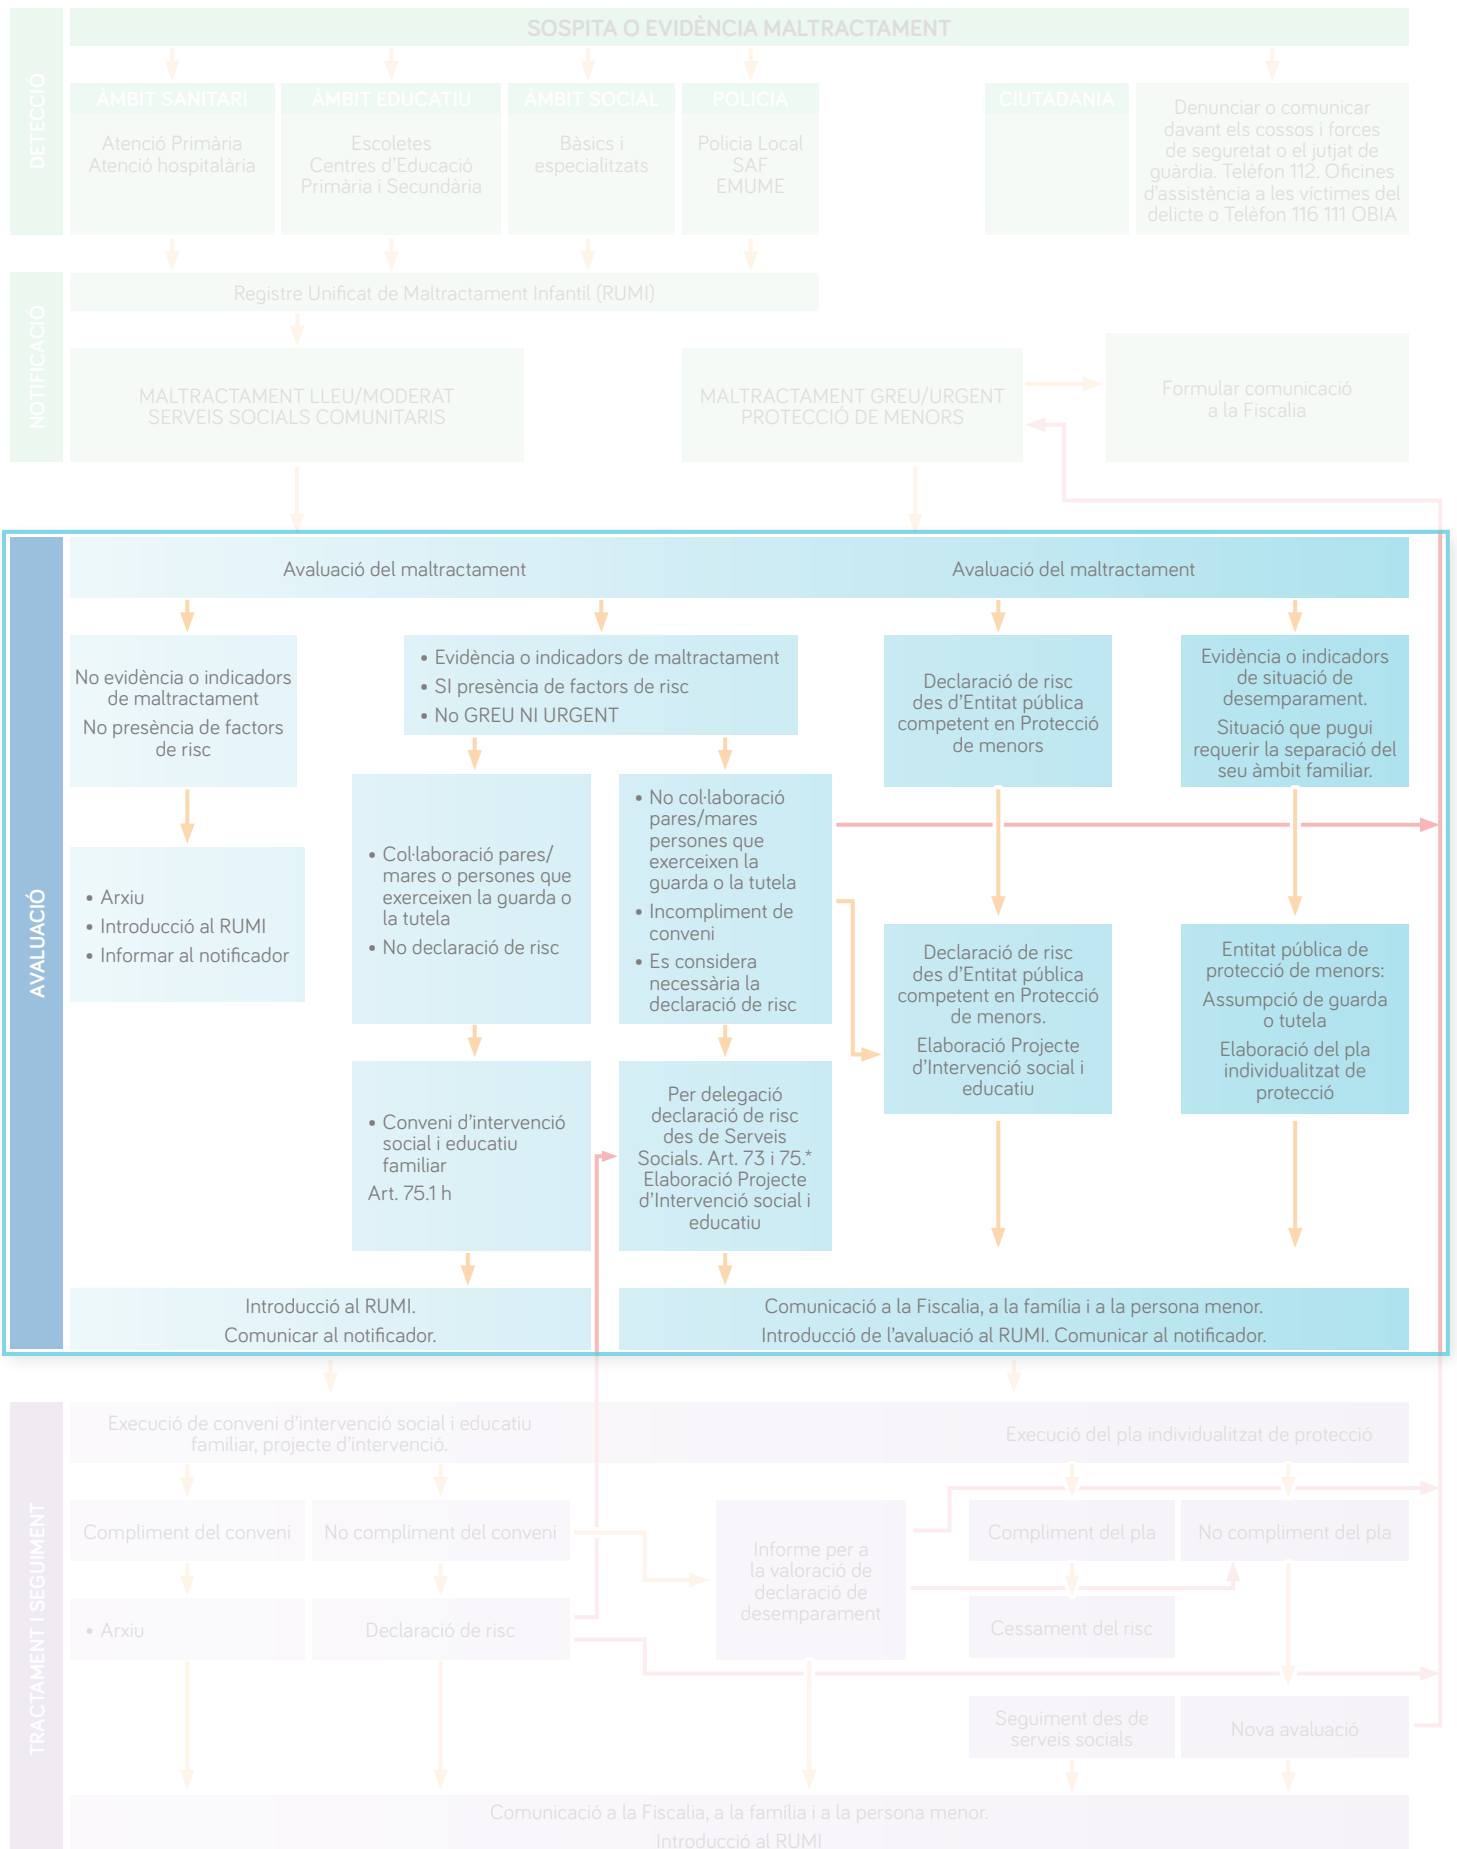 SOSPITA O EVIDÈNCIA MALTRACTAMENT
DETECCIÓ
ÀMBIT SANITARI
Atenció Primària
Atenció hospitalària
ÀMBIT EDUCATIU
Escoletes
Centres d'Educació
Primària i Secundària
ÀMBIT SOCIAL
Bàsics i
especialitzats
POLICIA
Policia Local
SAF
EMUME
CIUTADANIA
Denunciar o comunicar
davant els cossos i forces
de seguretat o el jutjat de
guàrdia. Telèfon 112. Oficines
d'assistència a les víctimes del
delicte o Telèfon 116 111 OBIA
NOTIFICACIÓ
Registre Unificat de Maltractament Infantil (RUMI)
MALTRACTAMENT LLEU/MODERAT
SERVEIS SOCIALS COMUNITARIS
MALTRACTAMENT GREU/URGENT
PROTECCIÓ DE MENORS
Formular comunicació
a la Fiscalia
AVALUACIÓ
Avaluació del maltractament
Avaluació del maltractament
No evidència o indicadors
de maltractament
No presència de factors
de risc
• Evidència o indicadors de maltractament
• SI presència de factors de risc
• No GREU NI URGENT
Declaració de risc
des d'Entitat pública
competent en Protecció
de menors
Evidència o indicadors
de situació de
desemparament.
Situació que pugui
requerir la separació del
seu àmbit familiar.
• Arxiu
• Introducció al RUMI
• Informar al notificador
• Col·laboració pares/
mares o persones que
exerceixen la guarda o
la tutela
• No declaració de risc
• No col·laboració
pares/mares
persones que
exerceixen la
guarda o la tutela
• Incompliment de
conveni
• Es considera
necessària la
declaració de risc
Declaració de risc
des d'Entitat pública
competent en Protecció
de menors.
Elaboració Projecte
d'Intervenció social i
educatiu
Entitat pública de
protecció de menors:
Assumpció de guarda
o tutela
Elaboració del pla
individualitzat de
protecció
• Conveni d'intervenció
social i educatiu
familiar
Art. 75.1 h
Per delegació
declaració de risc
des de Serveis
Socials. Art. 73 i 75.*
Elaboració Projecte
d'Intervenció social i
educatiu
Introducció al RUMI.
Comunicar al notificador.
Comunicació a la Fiscalia, a la família i a la persona menor.
Introducció de l'avaluació al RUMI. Comunicar al notificador.
TRACTAMENT I SEGUIMENT
Execució de conveni d'intervenció social i educatiu
familiar, projecte d'intervenció.
Execució del pla individualitzat de protecció
Compliment del conveni
No compliment del conveni
Informe per a
la valoració de
declaració de
desemparament
Compliment del pla
No compliment del pla
• Arxiu
Declaració de risc
Cessament del risc
Seguiment des de
serveis socials
Nova avaluació
Comunicació a la Fiscalia, a la família i a la persona menor.
Introducció al RUMI